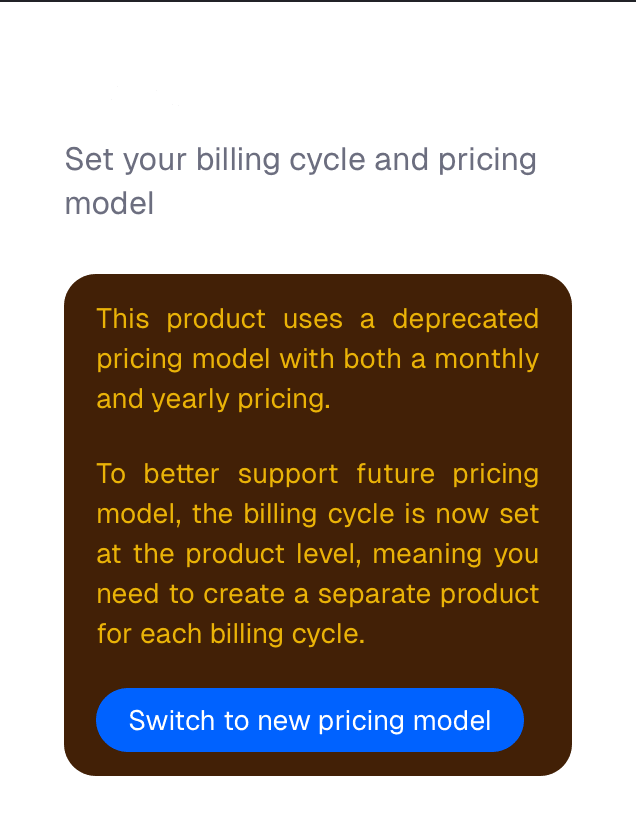 Set your billing cycle and pricing
model
This product uses a deprecated
pricing model with both a monthly
and yearly pricing.
To better support future pricing
model, the billing cycle is now set
at the product level, meaning you
need to create a separate product
for each billing cycle.
Switch to new pricing model